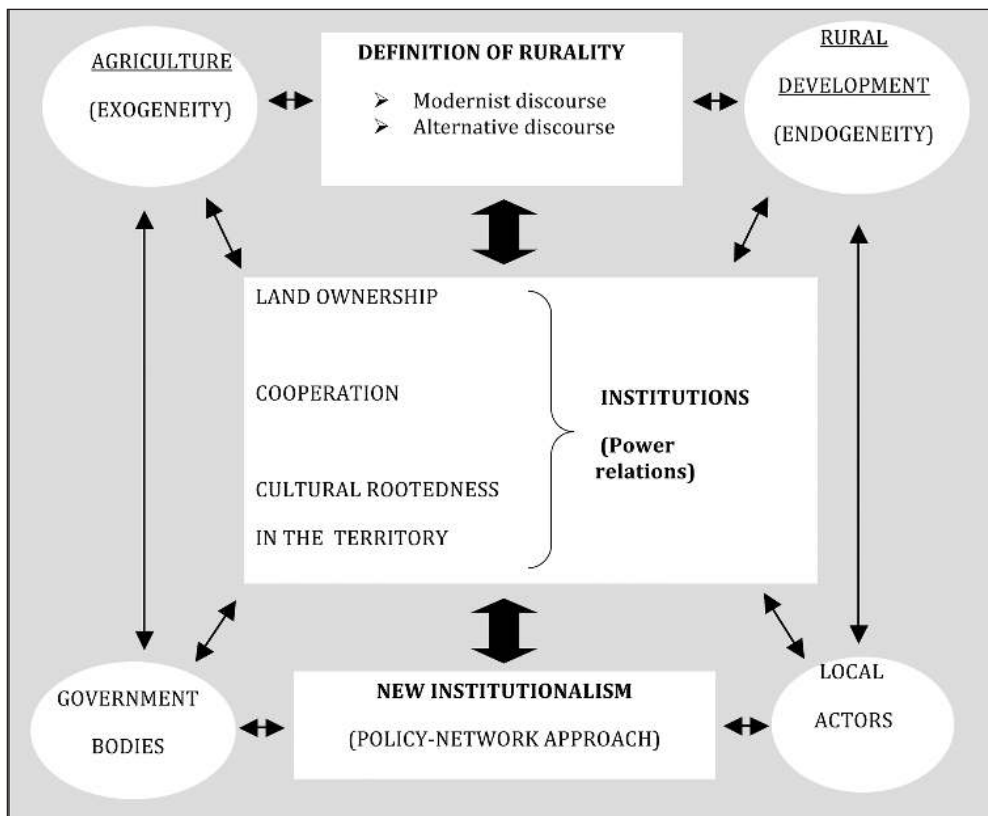 AGRICULTURE
(EXOGENEITY)
DEFINITION OF RURALITY
➢ Modernist discourse
➢ Alternative discourse
RURAL
DEVELOPMENT
(ENDOGENEITY)
LAND OWNERSHIP
COOPERATION
CULTURAL ROOTEDNESS
IN THE TERRITORY
INSTITUTIONS
(Power
relations)
GOVERNMENT
BODIES
NEW INSTITUTIONALISM
(POLICY-NETWORK APPROACH)
LOCAL
ACTORS